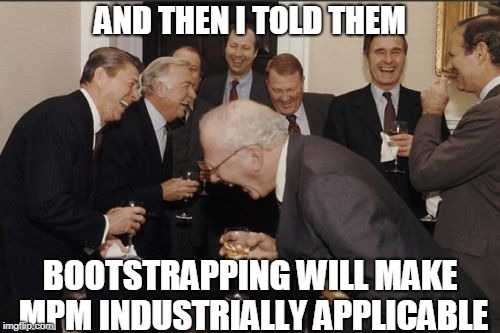 AND THEN I TOLD THEM
BOOTSTRAPPING WILL MAKE
MPM INDUSTRIALLY APPLICABLE
imgflip.com